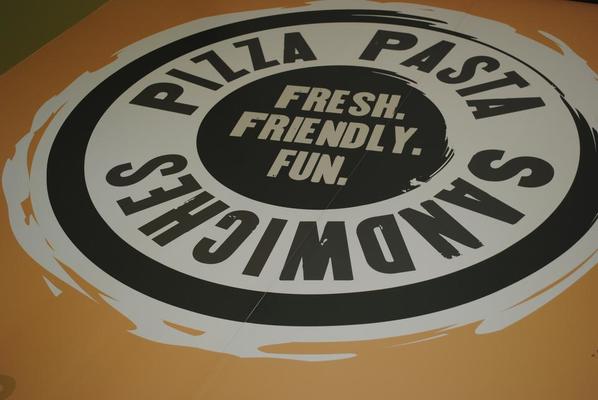 PIZZA PASTA
SANDWICHES
FRESH.
FRIENDLY.
FUN.